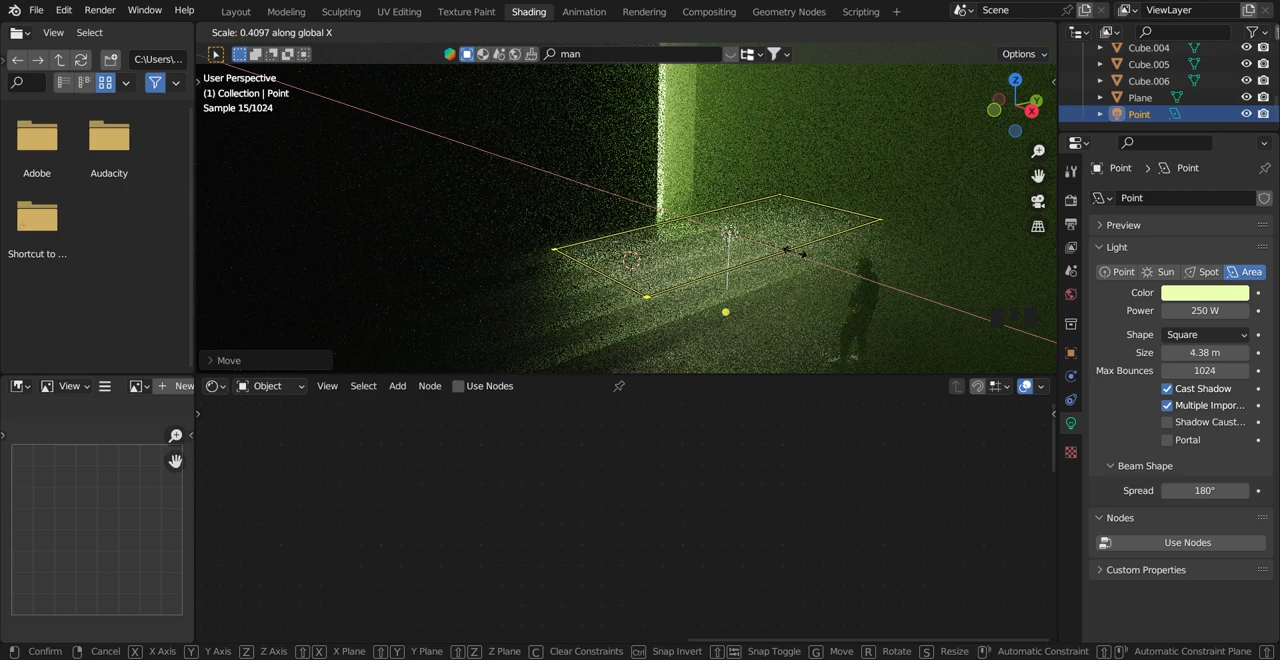 File Edit Render Window Help
Layout Modeling Sculpting UV Editing Texture Paint Shading Animation Rendering Compositing Geometry Nodes Scripting +
Scene
ViewLayer
View Select
C:\Users\...
Adobe
Audacity
Shortcut to ...
Scale: 0.4097 along global X
man
Options
User Perspective
(1) Collection | Point
Sample 15/1024
Z
Y
X
Move
Cube.004
Cube.005
Cube.006
Plane
Point
Point > Point
Point
Preview
Light
Point Sun Spot Area
Color
Power 250 W
Shape Square
Size 4.38 m
Max Bounces 1024
Cast Shadow
Multiple Impor...
Shadow Caust...
Portal
Beam Shape
Spread 180°
Nodes
Use Nodes
Custom Properties
View
New
Object View Select Add Node Use Nodes
Confirm Cancel X X Axis Y Y Axis Z Z Axis X X Plane Y Y Plane Z Z Plane C Clear Constraints Ctrl Snap Invert Snap Toggle G Move R Rotate S Resize Automatic Constraint Automatic Constraint Plane